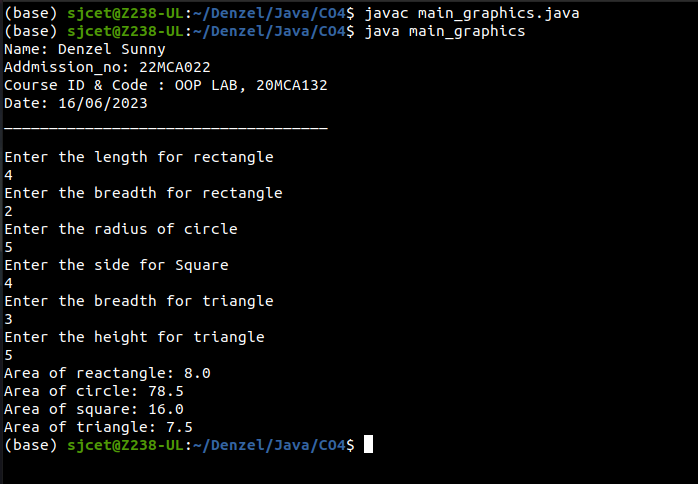 (base) sjcet@Z238-UL:~/Denzel/Java/CO4$ javac main_graphics.java
(base) sjcet@Z238-UL:~/Denzel/Java/CO4$ java main_graphics
Name: Denzel Sunny
Addmission_no: 22MCA022
Course ID & Code : OOP LAB, 20MCA132
Date: 16/06/2023
____________________________________
Enter the length for rectangle
4
Enter the breadth for rectangle
2
Enter the radius of circle
5
Enter the side for Square
4
Enter the breadth for triangle
3
Enter the height for triangle
5
Area of reactangle: 8.0
Area of circle: 78.5
Area of square: 16.0
Area of triangle: 7.5
(base) sjcet@Z238-UL:~/Denzel/Java/CO4$